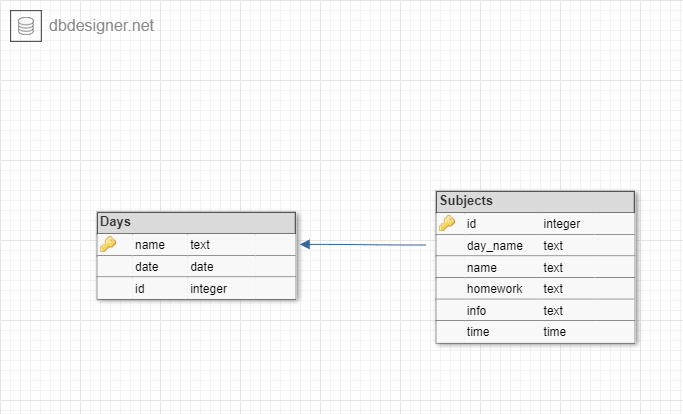 dbdesigner.net
Days
name text
date date
id integer
Subjects
id integer
day_name text
name text
homework text
info text
time time